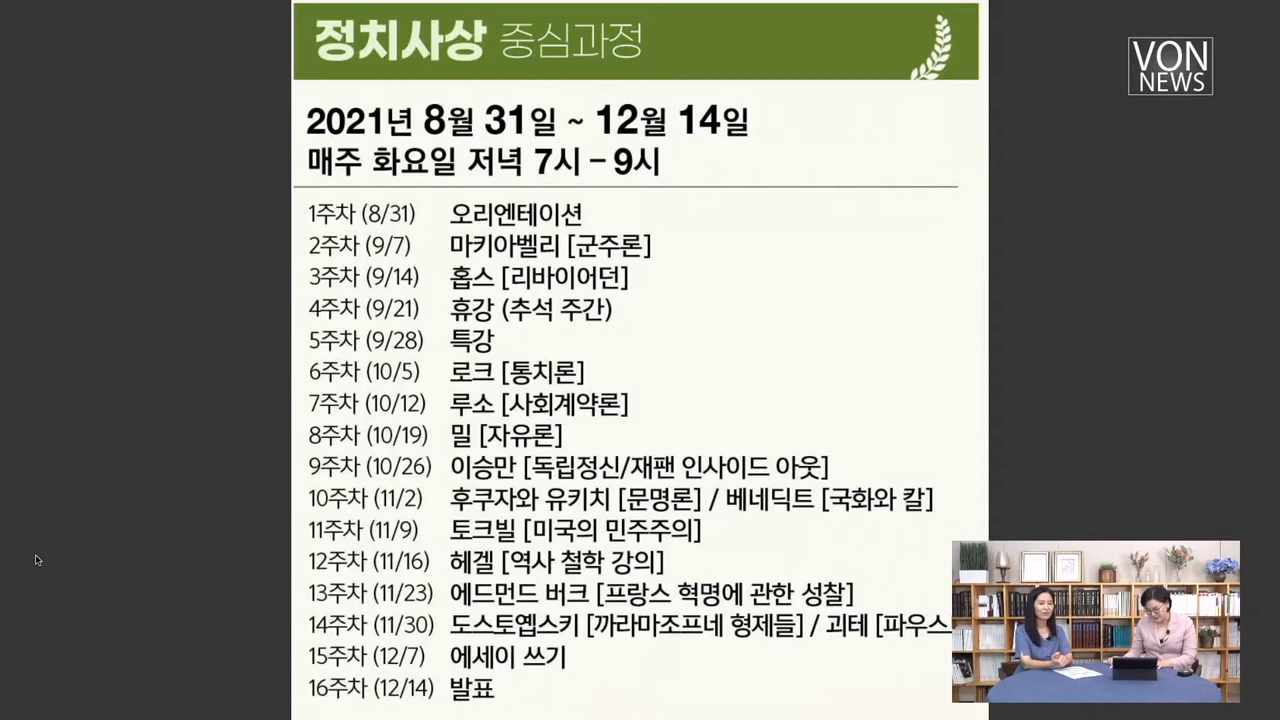 정치사상 중심과정
VON
NEWS
2021년 8월 31일 ~ 12월 14일
매주 화요일 저녁 7시 – 9시
1주차 (8/31) 오리엔테이션
2주차 (9/7) 마키아벨리 [군주론]
3주차 (9/14) 홉스 [리바이어던]
4주차 (9/21) 휴강 (추석 주간)
5주차 (9/28) 특강
6주차 (10/5) 로크 [통치론]
7주차 (10/12) 루소 [사회계약론]
8주차 (10/19) 밀 [자유론]
9주차 (10/26) 이승만 [독립정신/재팬 인사이드 아웃]
10주차 (11/2) 후쿠자와 유키치 [문명론] / 베네딕트 [국화와 칼]
11주차 (11/9) 토크빌 [미국의 민주주의]
12주차 (11/16) 헤겔 [역사 철학 강의]
13주차 (11/23) 에드먼드 버크 [프랑스 혁명에 관한 성찰]
14주차 (11/30) 도스토옙스키 [까라마조프네 형제들] / 괴테 [파우스
15주차 (12/7) 에세이 쓰기
16주차 (12/14) 발표